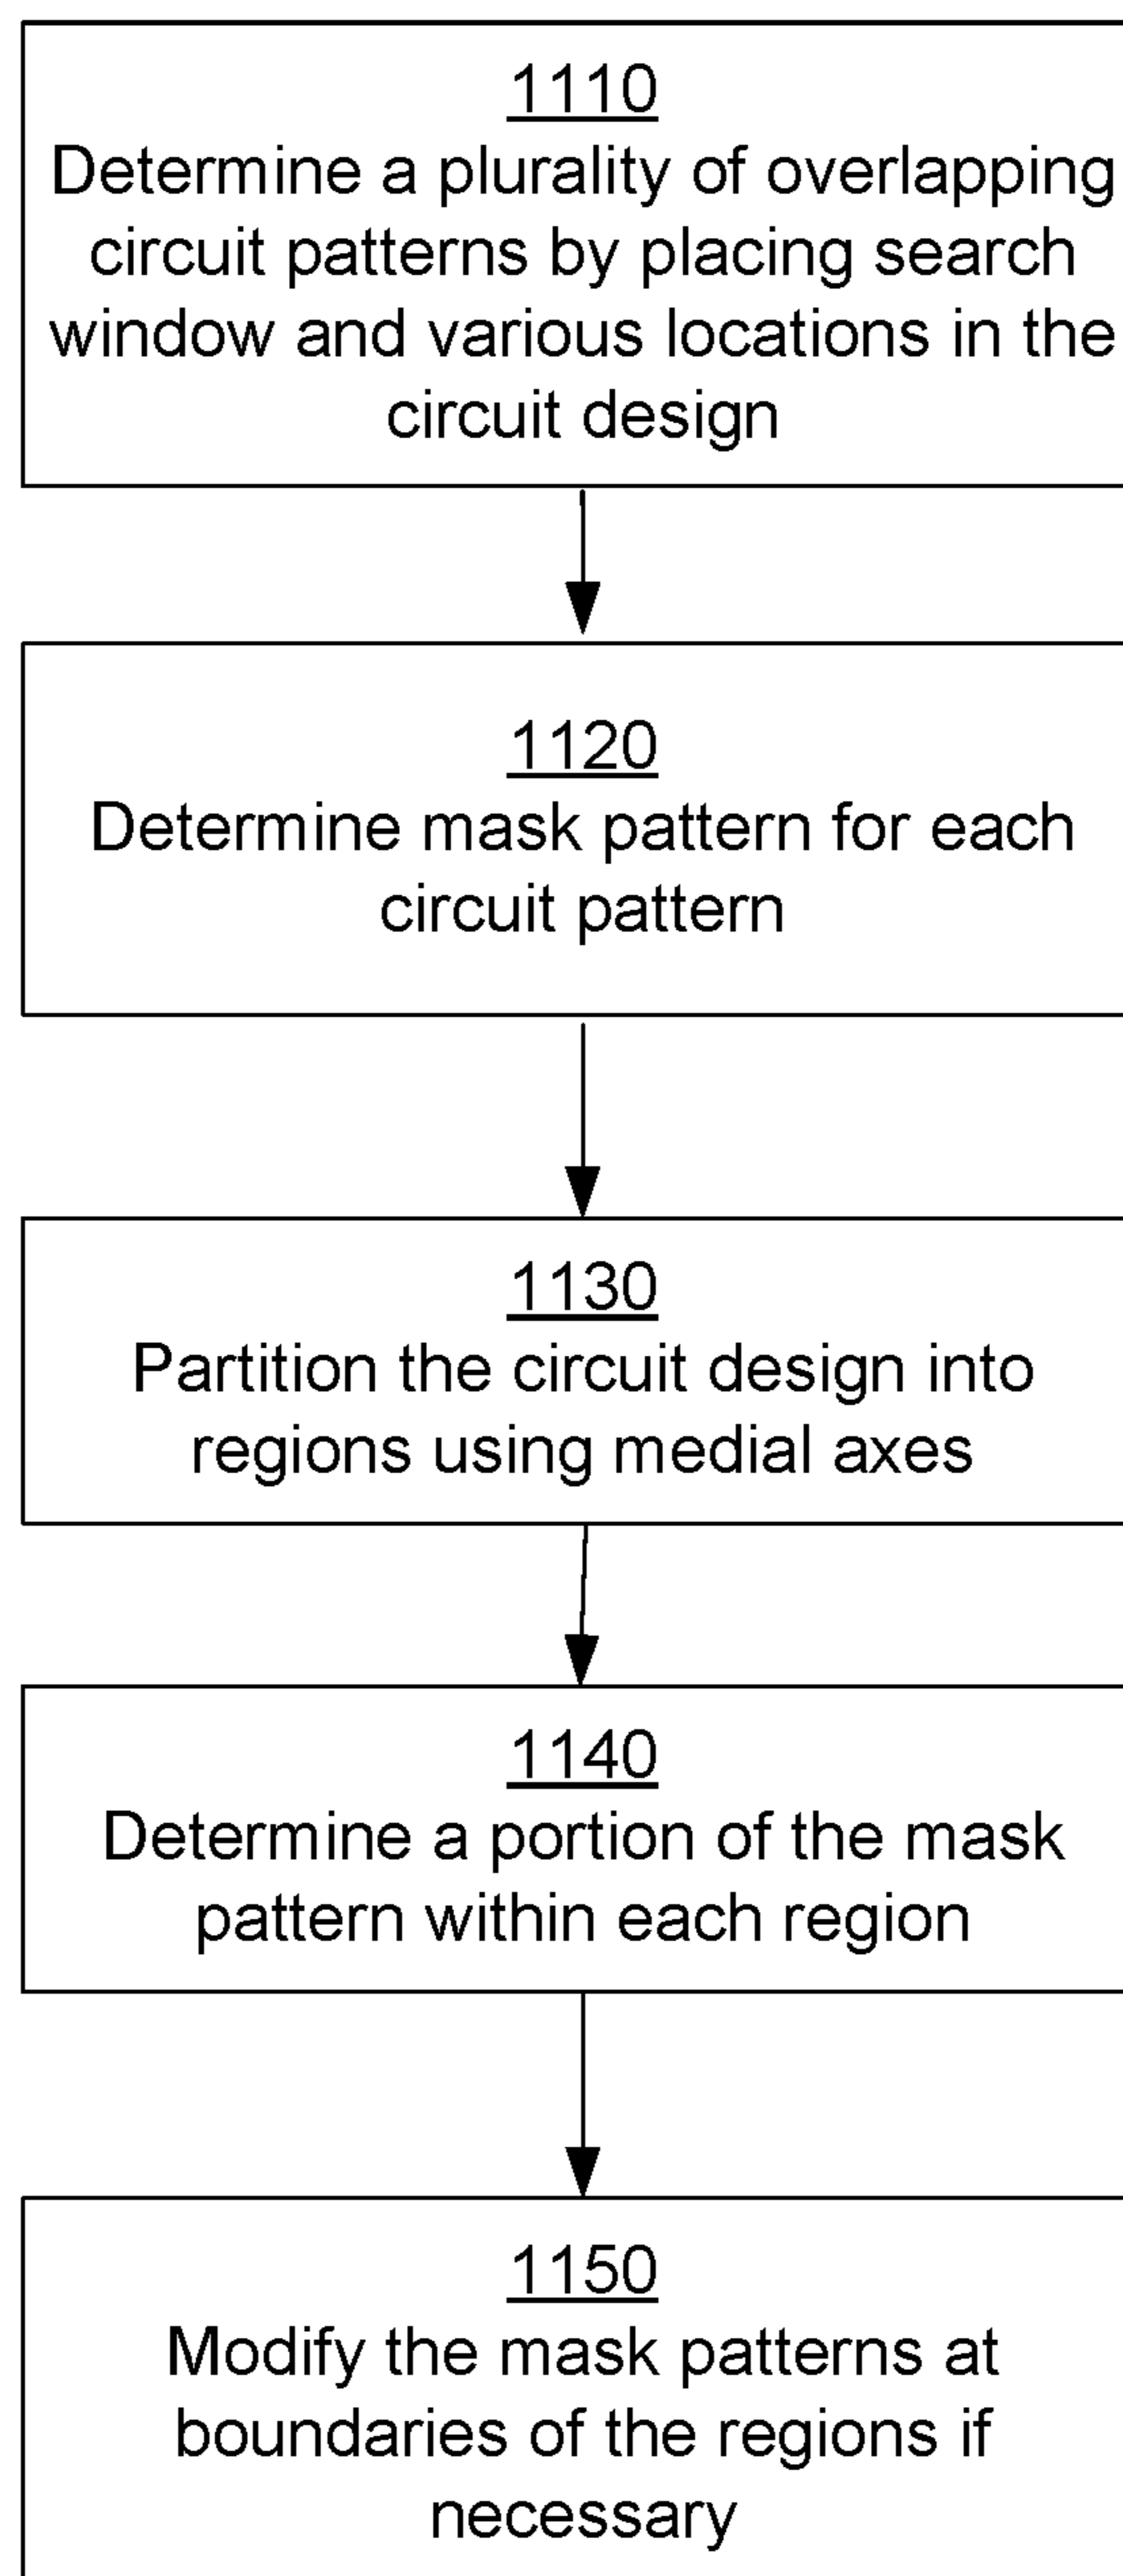 1110
Determine a plurality of overlapping
circuit patterns by placing search
window and various locations in the
circuit design
1120
Determine mask pattern for each
circuit pattern
1130
Partition the circuit design into
regions using medial axes
1140
Determine a portion of the mask
pattern within each region
1150
Modify the mask patterns at
boundaries of the regions if
necessary